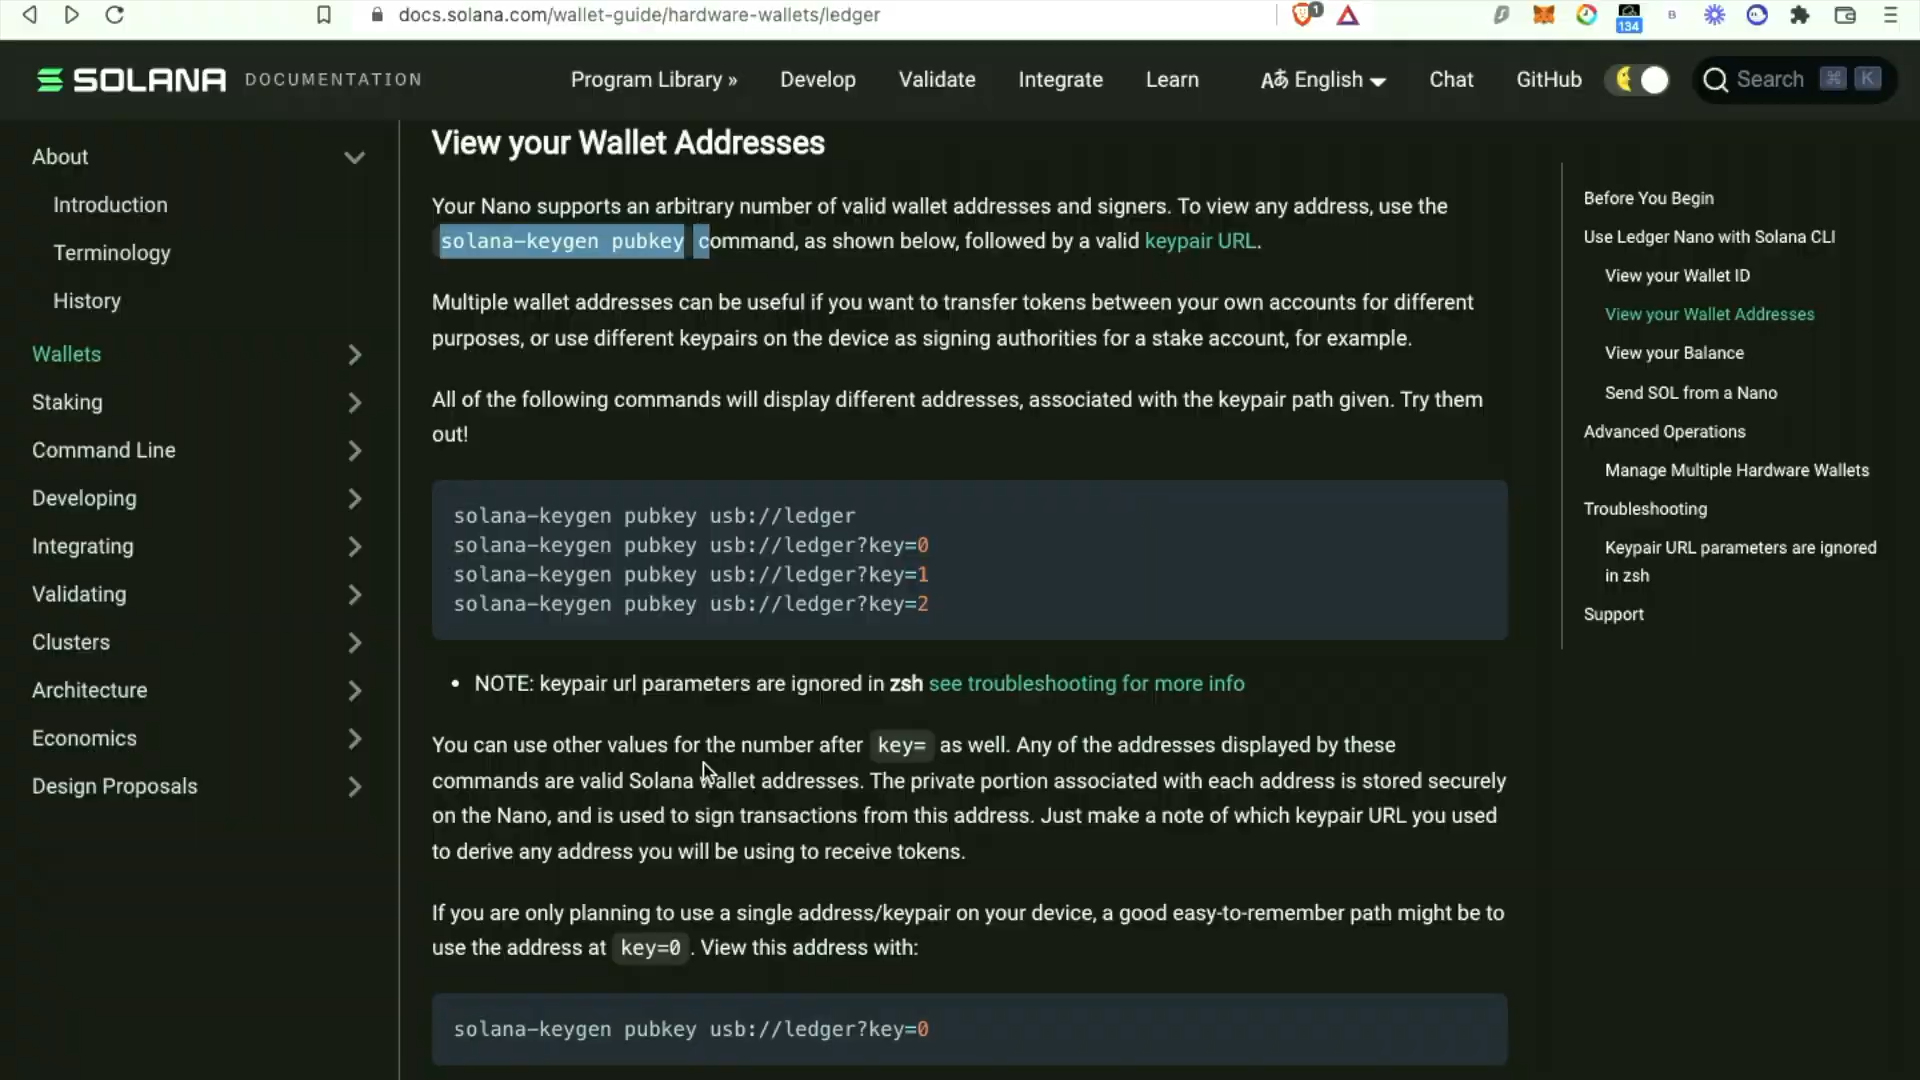 docs.solana.com/wallet-guide/hardware-wallets/ledger
1
134
B
SOLANA DOCUMENTATION
Program Library »
Develop
Validate
Integrate
Learn
English
Chat
GitHub
Search ⌘ K
About
Introduction
Terminology
History
Wallets
Staking
Command Line
Developing
Integrating
Validating
Clusters
Architecture
Economics
Design Proposals
View your Wallet Addresses
Your Nano supports an arbitrary number of valid wallet addresses and signers. To view any address, use the
solana-keygen pubkey command, as shown below, followed by a valid keypair URL.
Multiple wallet addresses can be useful if you want to transfer tokens between your own accounts for different
purposes, or use different keypairs on the device as signing authorities for a stake account, for example.
All of the following commands will display different addresses, associated with the keypair path given. Try them
out!
solana-keygen pubkey usb://ledger
solana-keygen pubkey usb://ledger?key=0
solana-keygen pubkey usb://ledger?key=1
solana-keygen pubkey usb://ledger?key=2
• NOTE: keypair url parameters are ignored in zsh see troubleshooting for more info
You can use other values for the number after key= as well. Any of the addresses displayed by these
commands are valid Solana wallet addresses. The private portion associated with each address is stored securely
on the Nano, and is used to sign transactions from this address. Just make a note of which keypair URL you used
to derive any address you will be using to receive tokens.
If you are only planning to use a single address/keypair on your device, a good easy-to-remember path might be to
use the address at key=0 . View this address with:
solana-keygen pubkey usb://ledger?key=0
Before You Begin
Use Ledger Nano with Solana CLI
View your Wallet ID
View your Wallet Addresses
View your Balance
Send SOL from a Nano
Advanced Operations
Manage Multiple Hardware Wallets
Troubleshooting
Keypair URL parameters are ignored
in zsh
Support